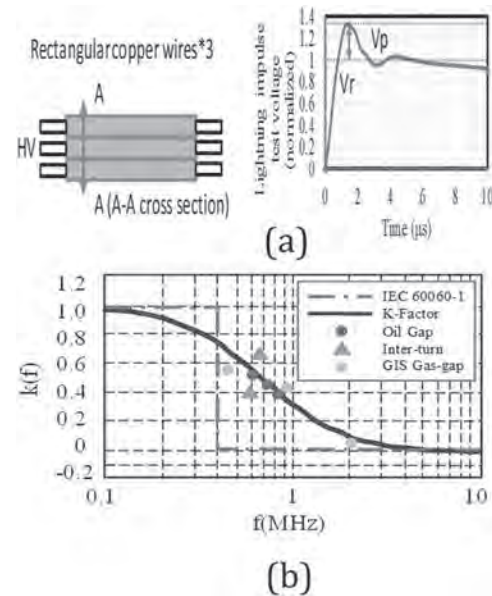 Rectangular copper wires*3
A
HV
A (A-A cross section)
Lightning impulse
test voltage
(normalized)
1.4
1.2
1
0.8
0.6
0.4
0.2
0
Vp
Vr
0 2 4 6 8 10
Time (μs)
(a)
k(f)
1.2
1.0
0.8
0.6
0.4
0.2
0
-0.2
IEC 60060-1
K-Factor
Oil Gap
Inter-turn
GIS Gas-gap
0.1 1 10
f(MHz)
(b)